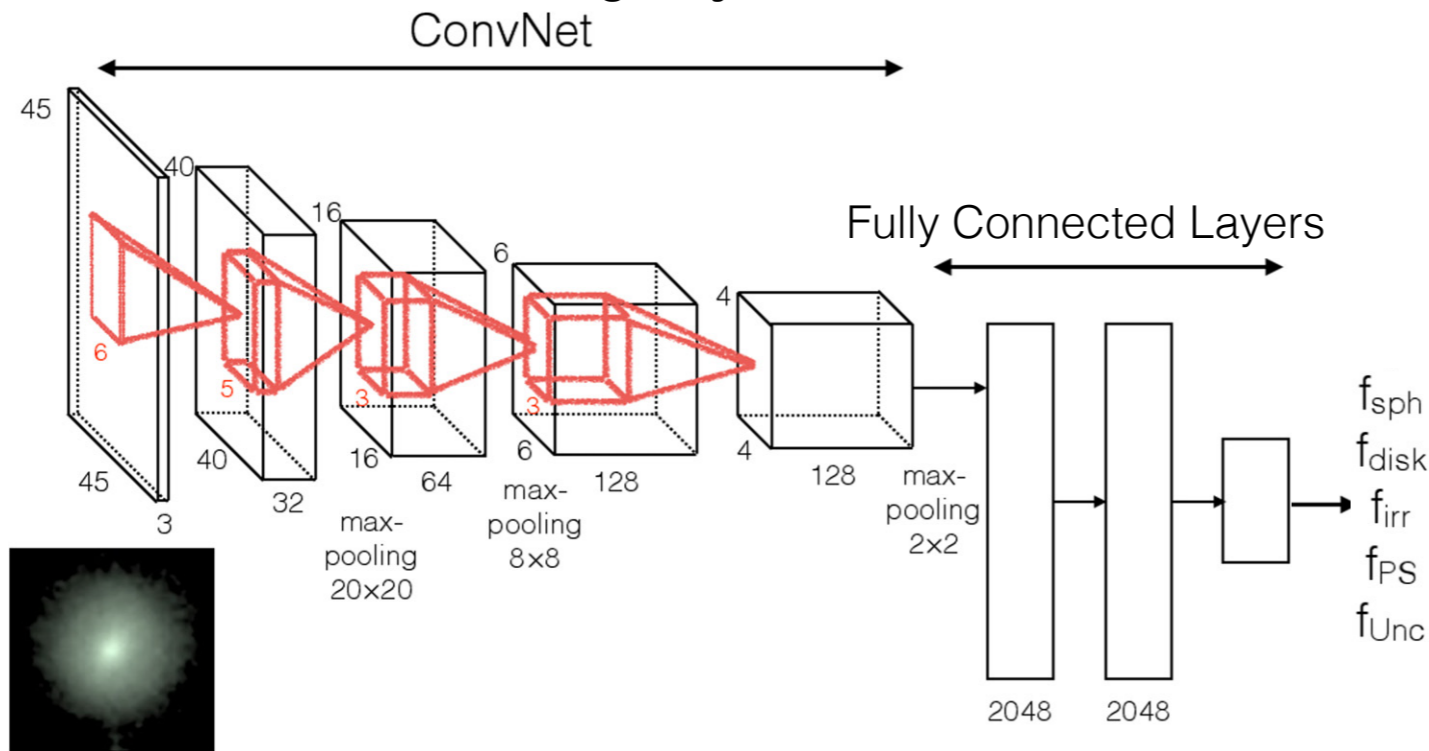 ConvNet
45
40
16
6
4
Fully Connected Layers
6
5
3
3
45
3
40
32
16
64
6
128
4
128
max-
pooling
20×20
max-
pooling
8×8
max-
pooling
2×2
2048
2048
fsph
fdisk
firr
fPS
fUnc